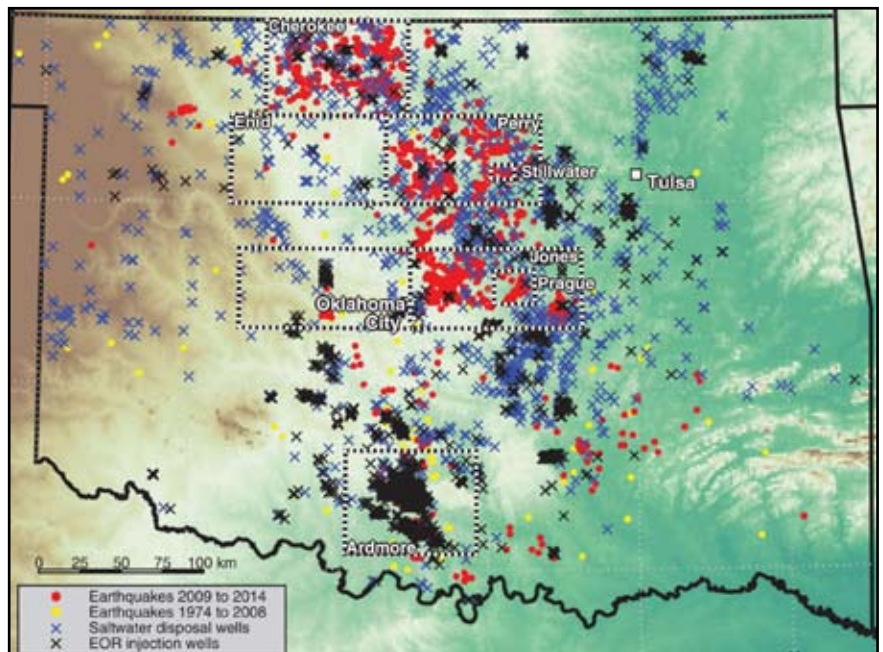 Cherokee
Enid
Perry
Stillwater
Tulsa
Jones
Prague
Oklahoma
City
Ardmore
0 25 50 75 100 km
Earthquakes 2009 to 2014
Earthquakes 1974 to 2008
Saltwater disposal wells
EOR injection wells